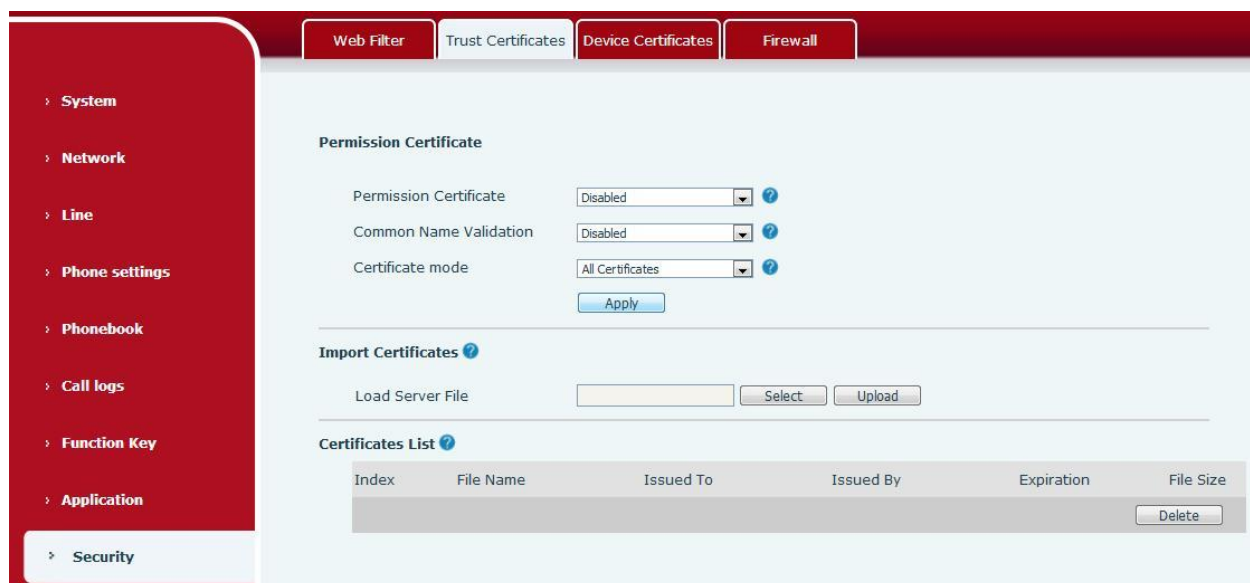 Web Filter Trust Certificates Device Certificates Firewall
System
Network
Line
Phone settings
Phonebook
Call logs
Function Key
Application
Security
Permission Certificate
Permission Certificate Disabled ?
Common Name Validation Disabled ?
Certificate mode All Certificates ?
Apply
Import Certificates ?
Load Server File Select Upload
Certificates List ?
Index File Name Issued To Issued By Expiration File Size
Delete